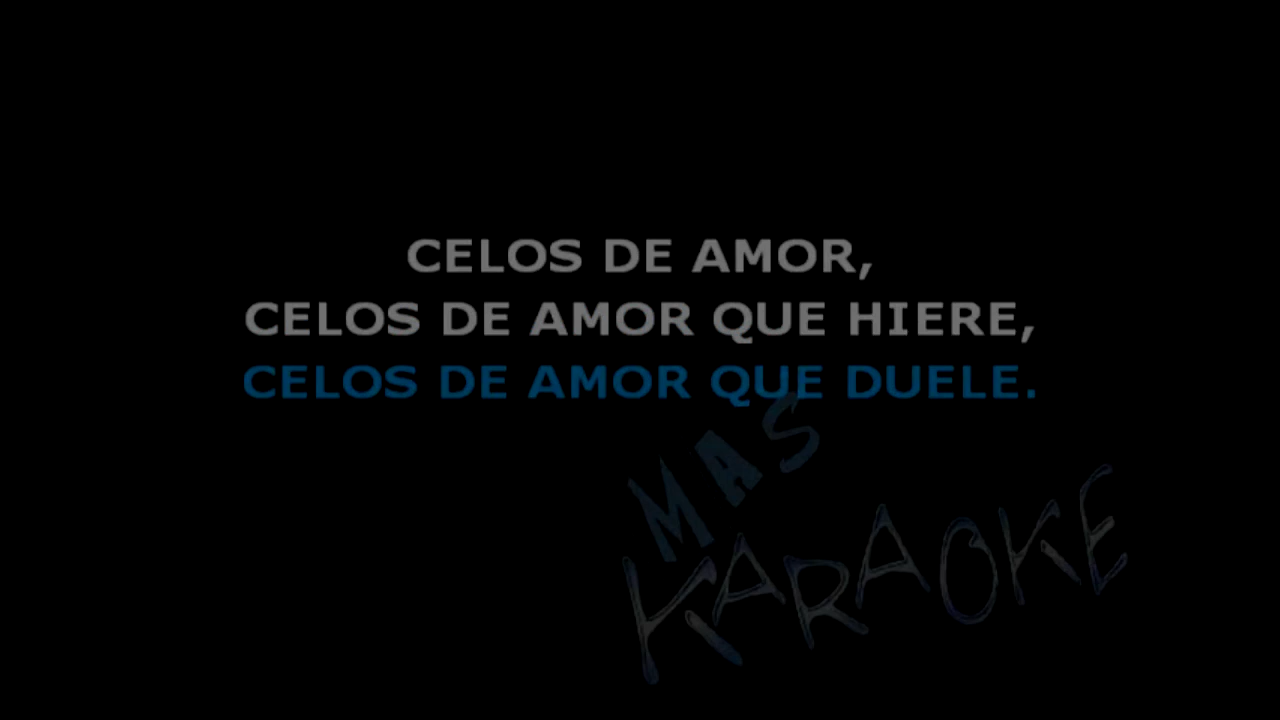 CELOS DE AMOR,
CELOS DE AMOR QUE HIERE,
CELOS DE AMOR QUE DUELE.
MAS
KARAOKE